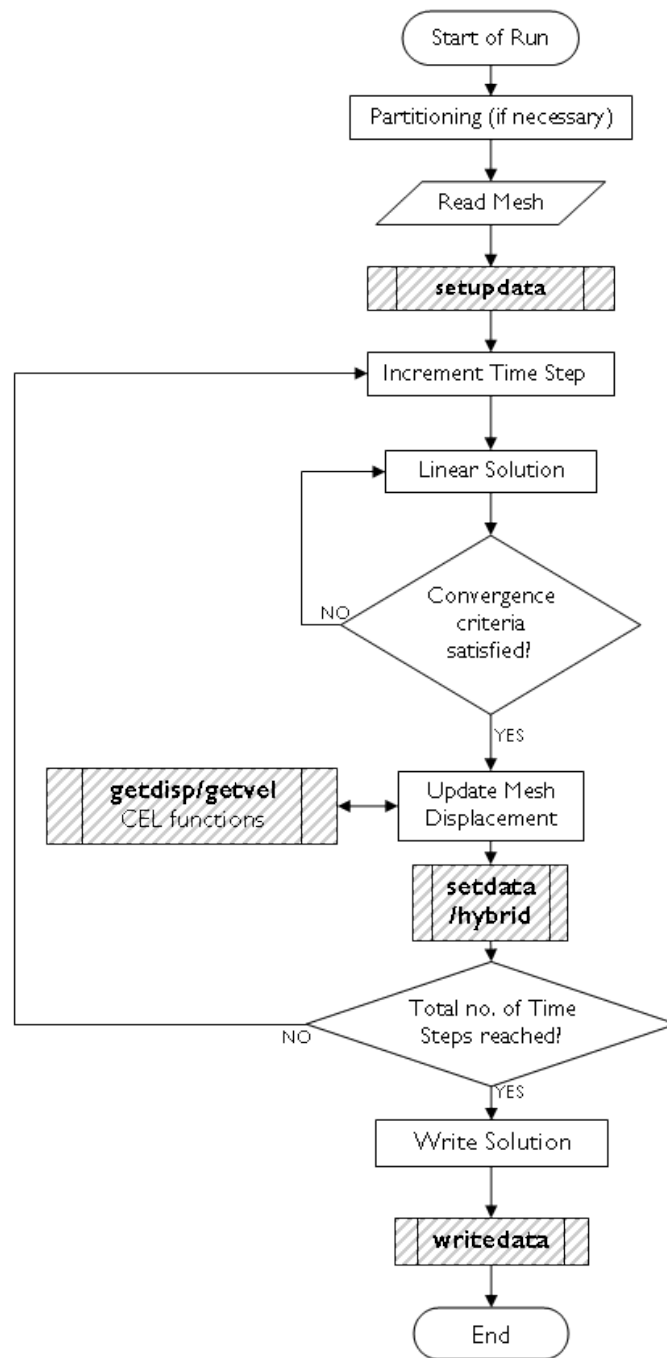 Start of Run
Partitioning (if necessary)
Read Mesh
setupdata
Increment Time Step
Linear Solution
Convergence
criteria
satisfied?
NO
YES
getdisp/getvel
CEL functions
Update Mesh
Displacement
setdata
/hybrid
Total no. of Time
Steps reached?
NO
YES
Write Solution
writedata
End